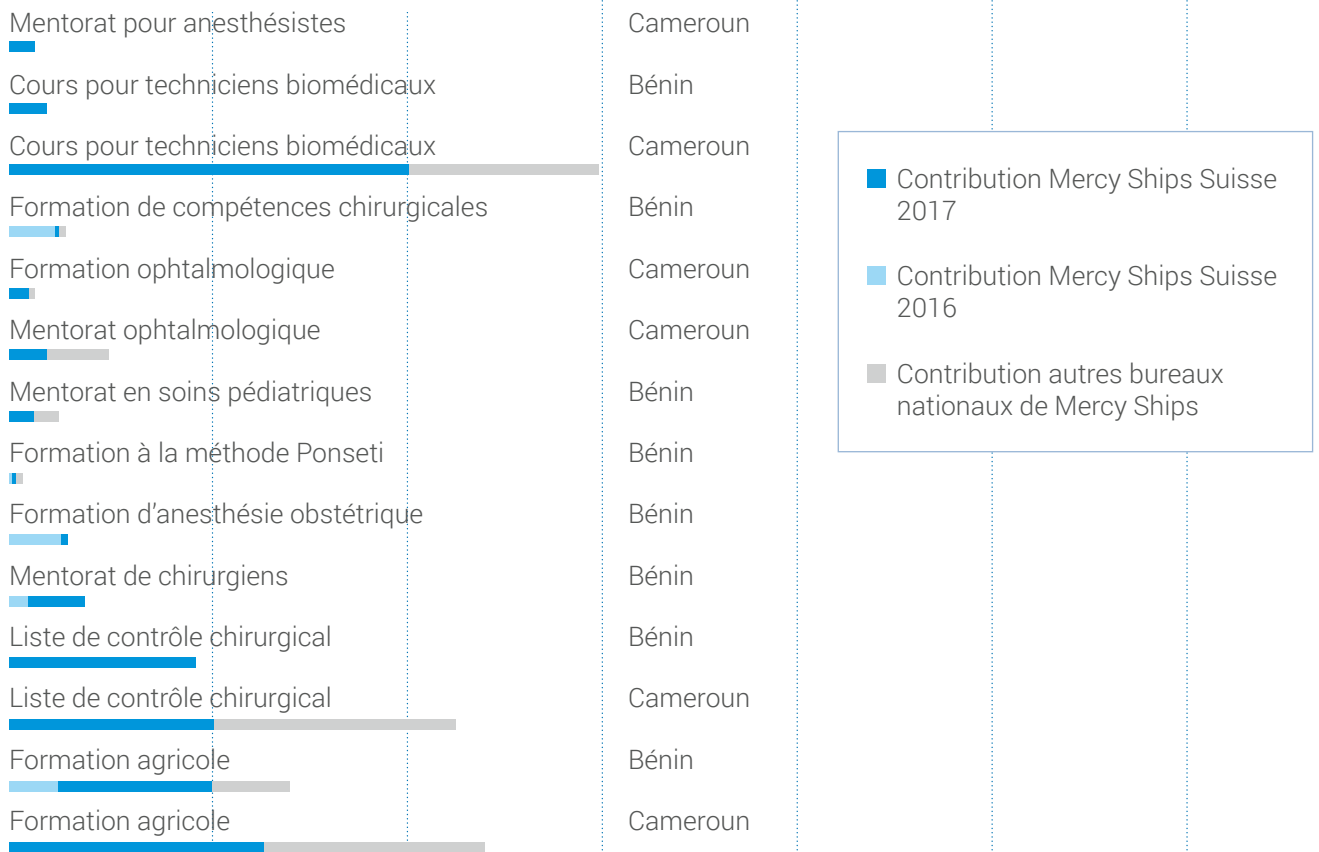 Mentorat pour anesthésistes Cameroun
Cours pour techniciens biomédicaux Bénin
Cours pour techniciens biomédicaux Cameroun
Formation de compétences chirurgicales Bénin
Formation ophtalmologique Cameroun
Mentorat ophtalmologique Cameroun
Mentorat en soins pédiatriques Bénin
Formation à la méthode Ponseti Bénin
Formation d’anesthésie obstétrique Bénin
Mentorat de chirurgiens Bénin
Liste de contrôle chirurgical Bénin
Liste de contrôle chirurgical Cameroun
Formation agricole Bénin
Formation agricole Cameroun
Contribution Mercy Ships Suisse
2017
Contribution Mercy Ships Suisse
2016
Contribution autres bureaux
nationaux de Mercy Ships